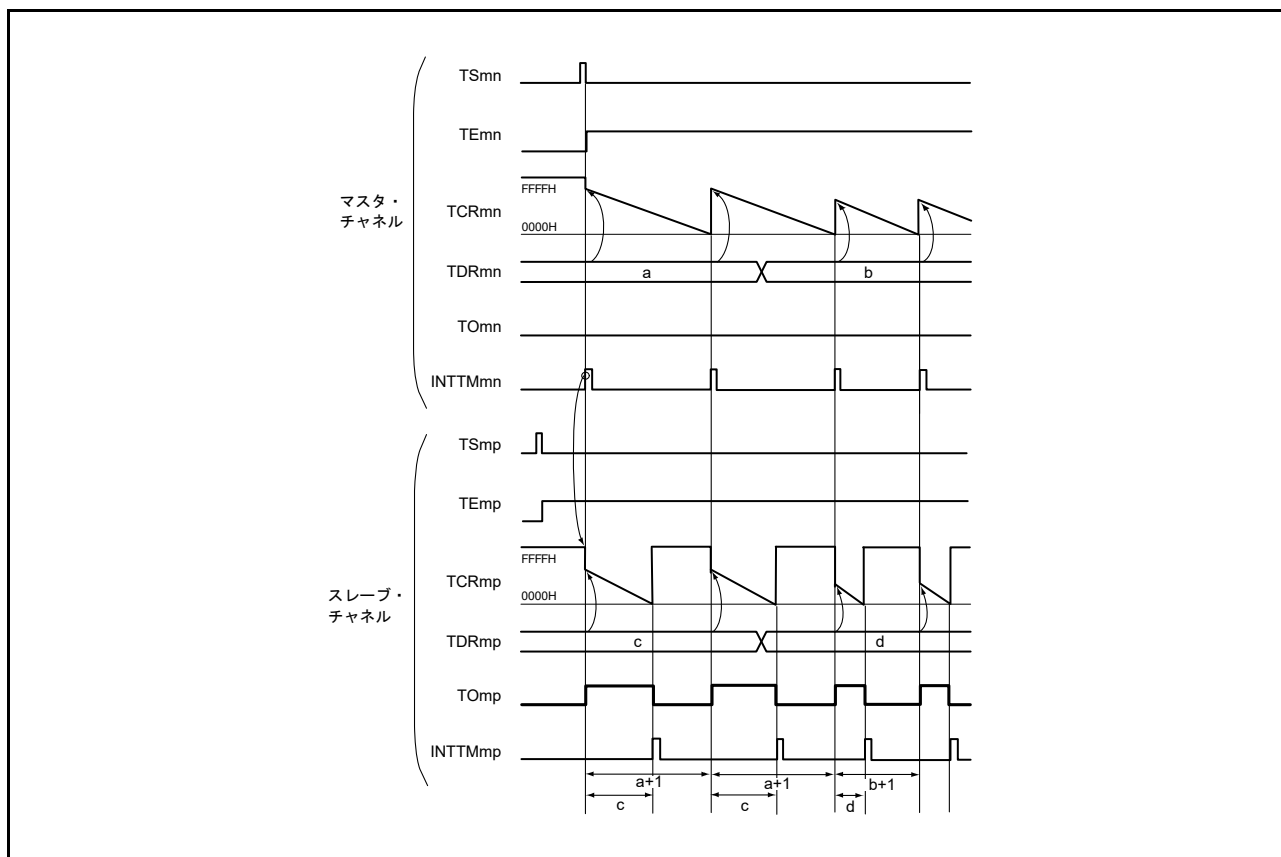 マスタ・
チャネル
TSmn
TEmn
FFFFH
TCRmn
0000H
TDRmn
a
b
TOmn
INTTMmn
スレーブ・
チャネル
TSmp
TEmp
FFFFH
TCRmp
0000H
TDRmp
c
d
TOmp
INTTMmp
a+1
a+1
b+1
c
c
d